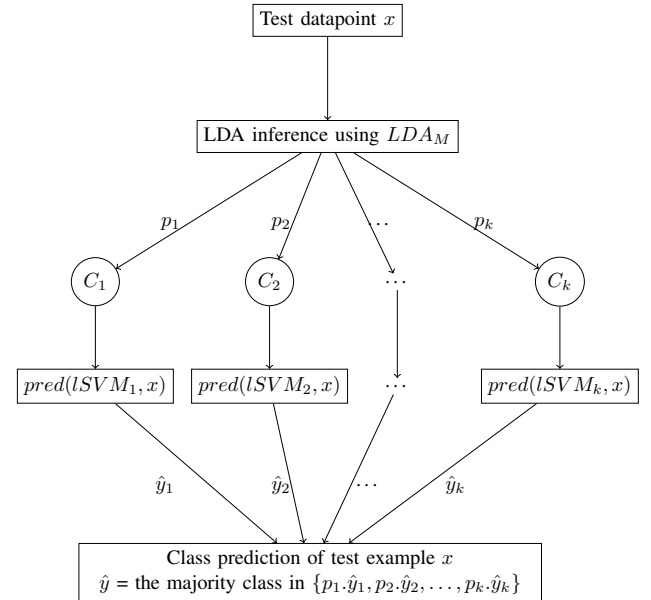 Test datapoint x
LDA inference using LDA_M
p_1 p_2 ... p_k
C_1 C_2 ... C_k
pred(lSVM_1, x) pred(lSVM_2, x) ... pred(lSVM_k, x)
ŷ_1 ŷ_2 ... ŷ_k
Class prediction of test example x
ŷ = the majority class in {p_1.ŷ_1, p_2.ŷ_2, ..., p_k.ŷ_k}